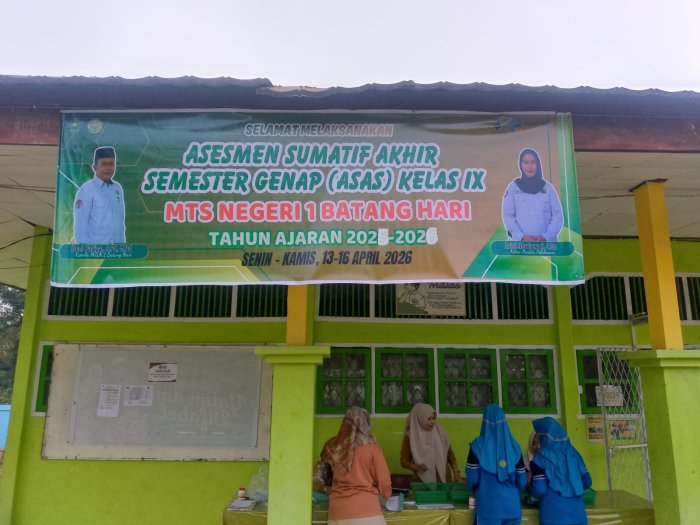 SELAMAT MELAKSANAKAN
ASESMEN SUMATIF AKHIR
SEMESTER GENAP (ASAS) KELAS IX
MTS NEGERI 1 BATANG HARI
TAHUN AJARAN 2025-2026
SENIN - KAMIS, 13-16 APRIL 2026